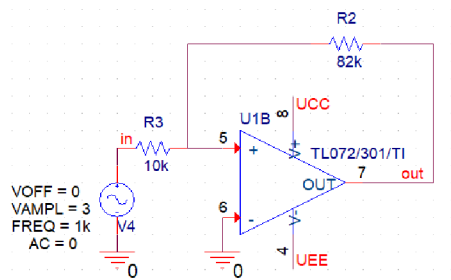 R2
82k
U1B
8
UCC
R3
in
10k
5
+
V+
TL072/301/TI
7
out
OUT
6
-
V-
4
UEE
VOFF = 0
VAMPL = 3
FREQ = 1k
AC = 0
V4
0
0